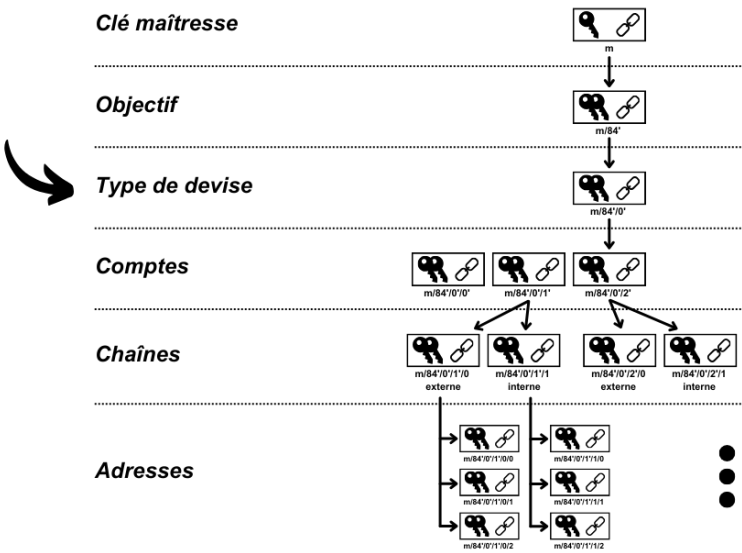 Clé maîtresse
m
Objectif
m/84'
Type de devise
m/84'/0'
Comptes
m/84'/0'/0'
m/84'/0'/1'
m/84'/0'/2'
Chaînes
m/84'/0'/1'/0
externe
m/84'/0'/1'/1
interne
m/84'/0'/2'/0
externe
m/84'/0'/2'/1
interne
Adresses
m/84'/0'/1'/0/0
m/84'/0'/1'/1/0
m/84'/0'/1'/0/1
m/84'/0'/1'/1/1
m/84'/0'/1'/0/2
m/84'/0'/1'/1/2